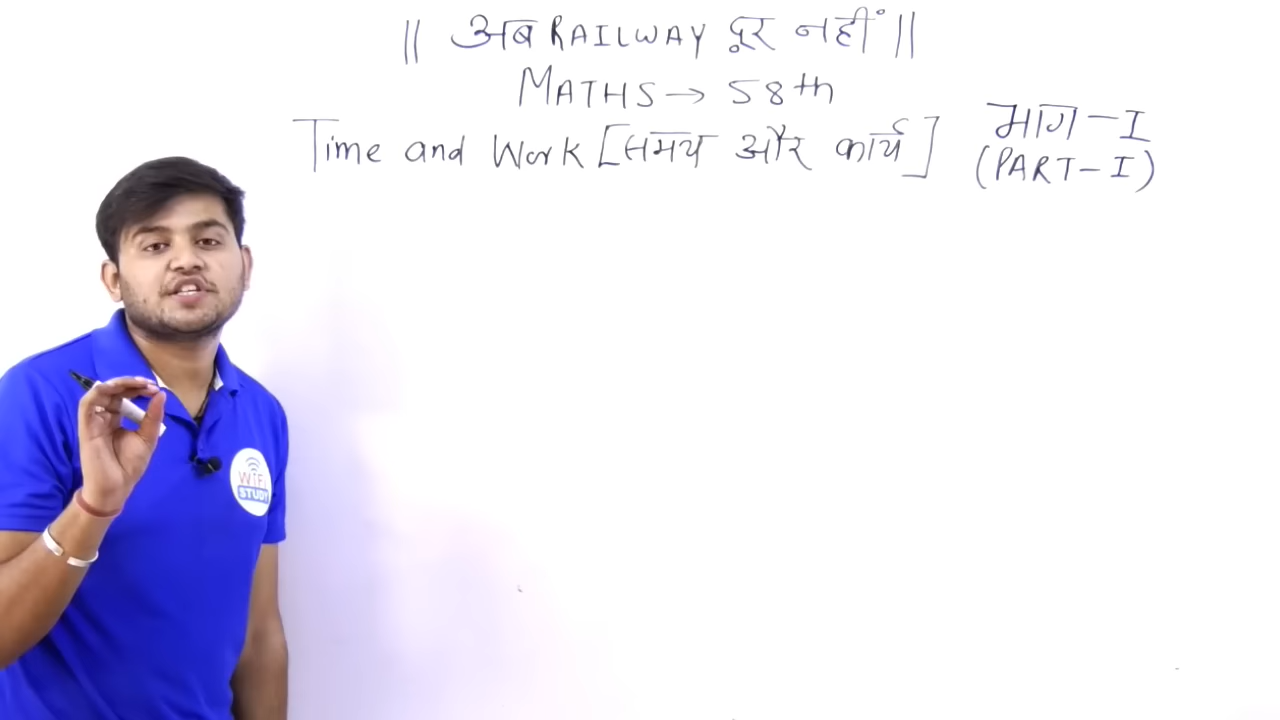 || अब RAILWAY दूर नहीं ||
MATHS → 58th
Time and Work [समय और कार्य]
भाग-I
(PART-I)
WiFi
STUDY